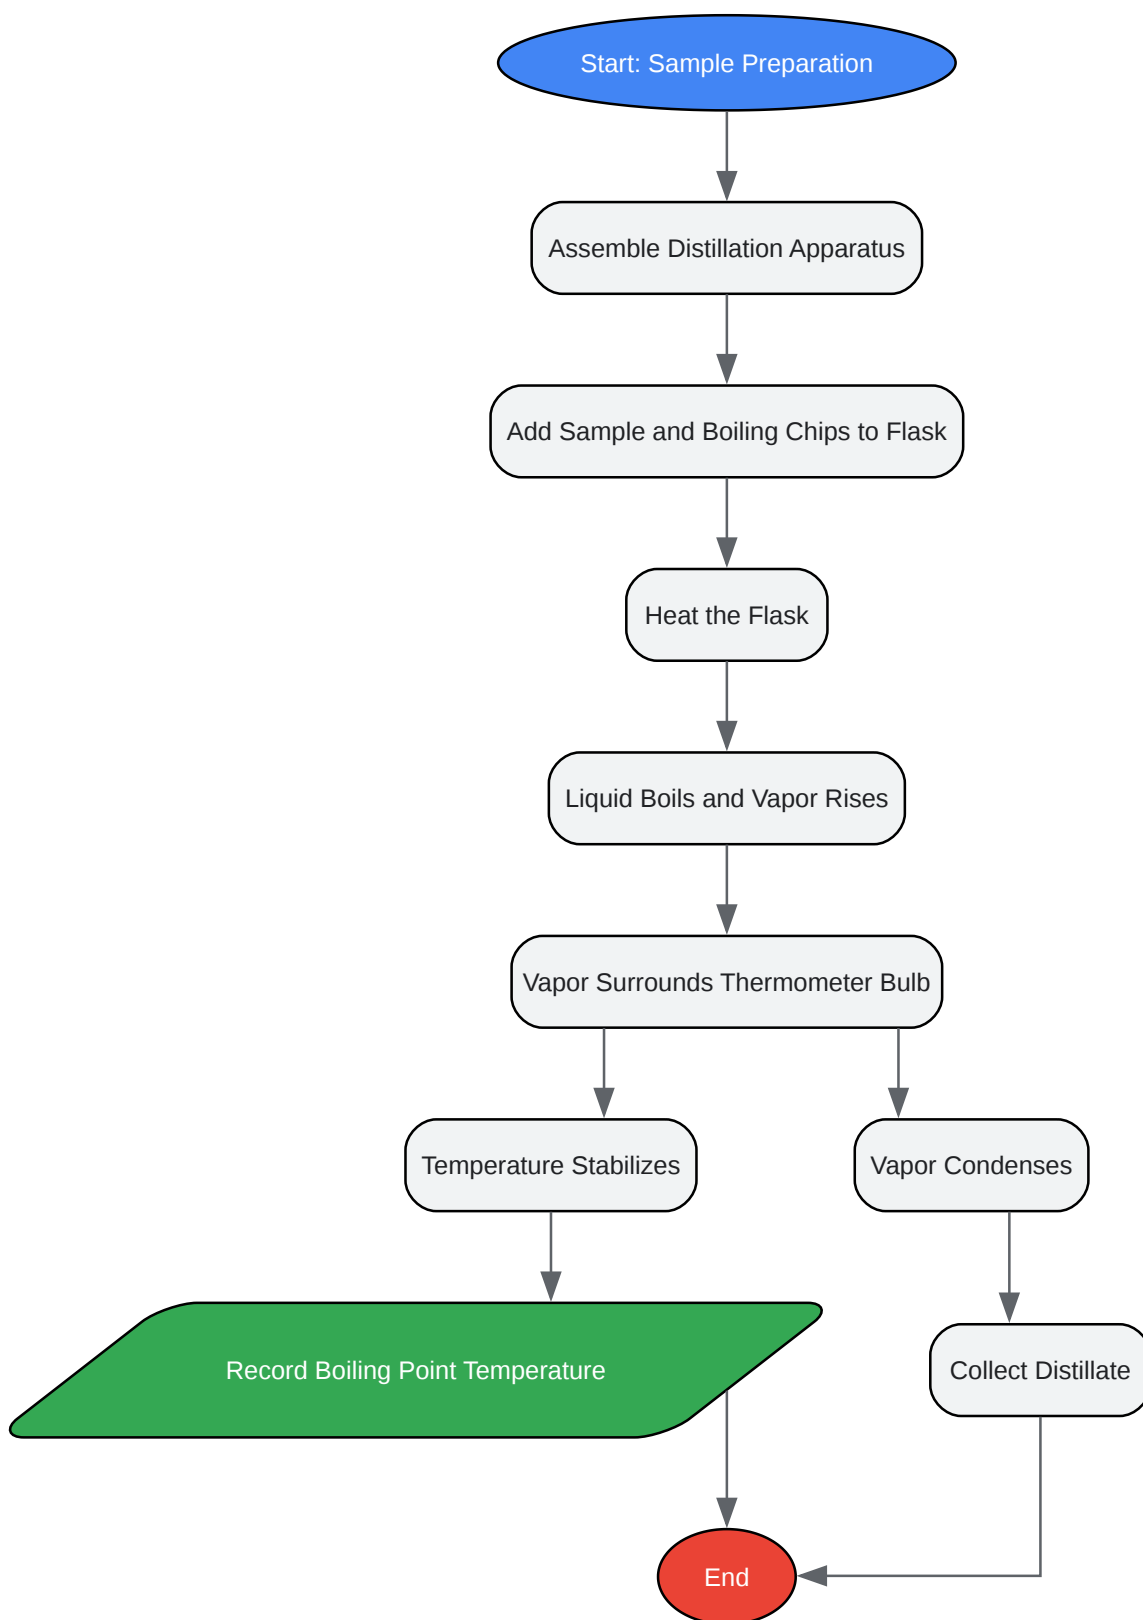 Start: Sample Preparation
Assemble Distillation Apparatus
Add Sample and Boiling Chips to Flask
Heat the Flask
Liquid Boils and Vapor Rises
Vapor Surrounds Thermometer Bulb
Temperature Stabilizes
Vapor Condenses
Record Boiling Point Temperature
Collect Distillate
End